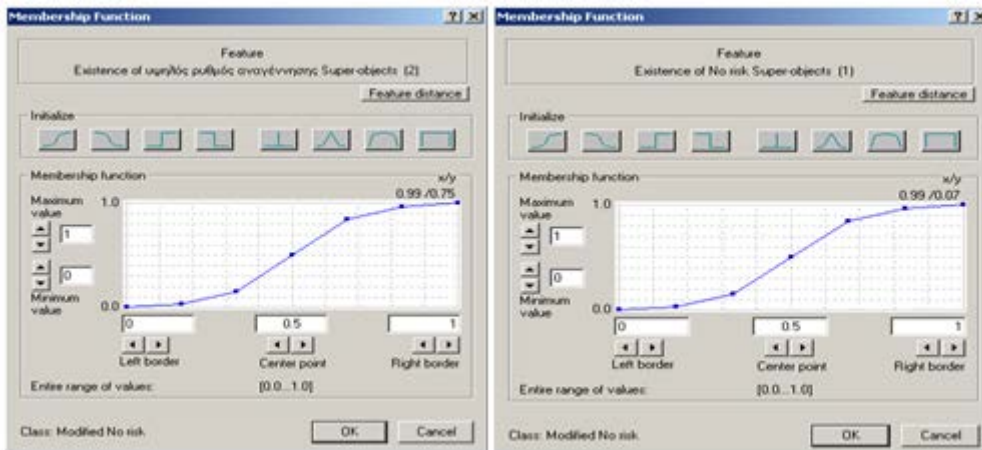 Membership Function
Feature
Existence of υψηλός ρυθμός αναγέννησης Super-objects (2)
Feature distance
Initialize
Membership function
x/y
0.99 /0.75
Maximum
value
1.0
1
0
Minimum
value
0.0
0
0.5
1
Left border
Center point
Right border
Entire range of values:
[0.0...1.0]
Class: Modified No risk
OK
Cancel
Membership Function
Feature
Existence of No risk Super-objects (1)
Feature distance
Initialize
Membership function
x/y
0.99 /0.07
Maximum
value
1.0
1
0
Minimum
value
0.0
0
0.5
1
Left border
Center point
Right border
Entire range of values:
[0.0...1.0]
Class: Modified No risk
OK
Cancel